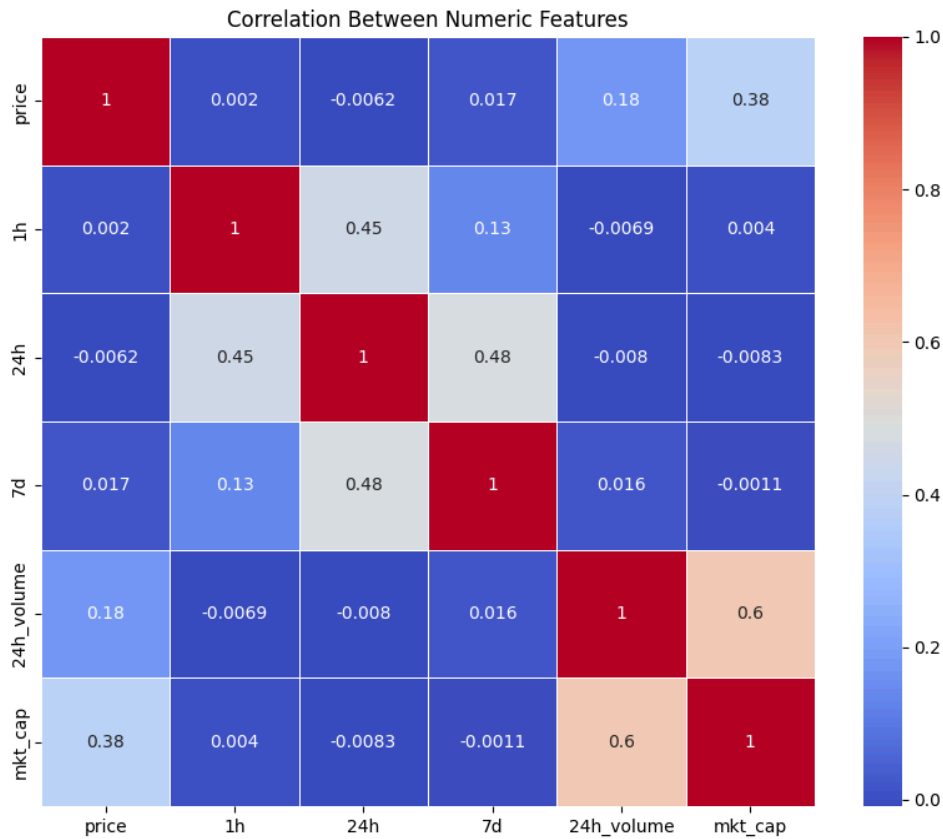 Correlation Between Numeric Features
price 1 0.002 -0.0062 0.017 0.18 0.38
1h 0.002 1 0.45 0.13 -0.0069 0.004
24h -0.0062 0.45 1 0.48 -0.008 -0.0083
7d 0.017 0.13 0.48 1 0.016 -0.0011
24h_volume 0.18 -0.0069 -0.008 0.016 1 0.6
mkt_cap 0.38 0.004 -0.0083 -0.0011 0.6 1
price 1h 24h 7d 24h_volume mkt_cap
1.0
0.8
0.6
0.4
0.2
0.0